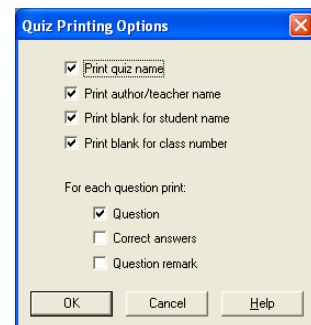 Quiz Printing Options
Print quiz name
Print author/teacher name
Print blank for student name
Print blank for class number
For each question print:
Question
Correct answers
Question remark
OK Cancel Help